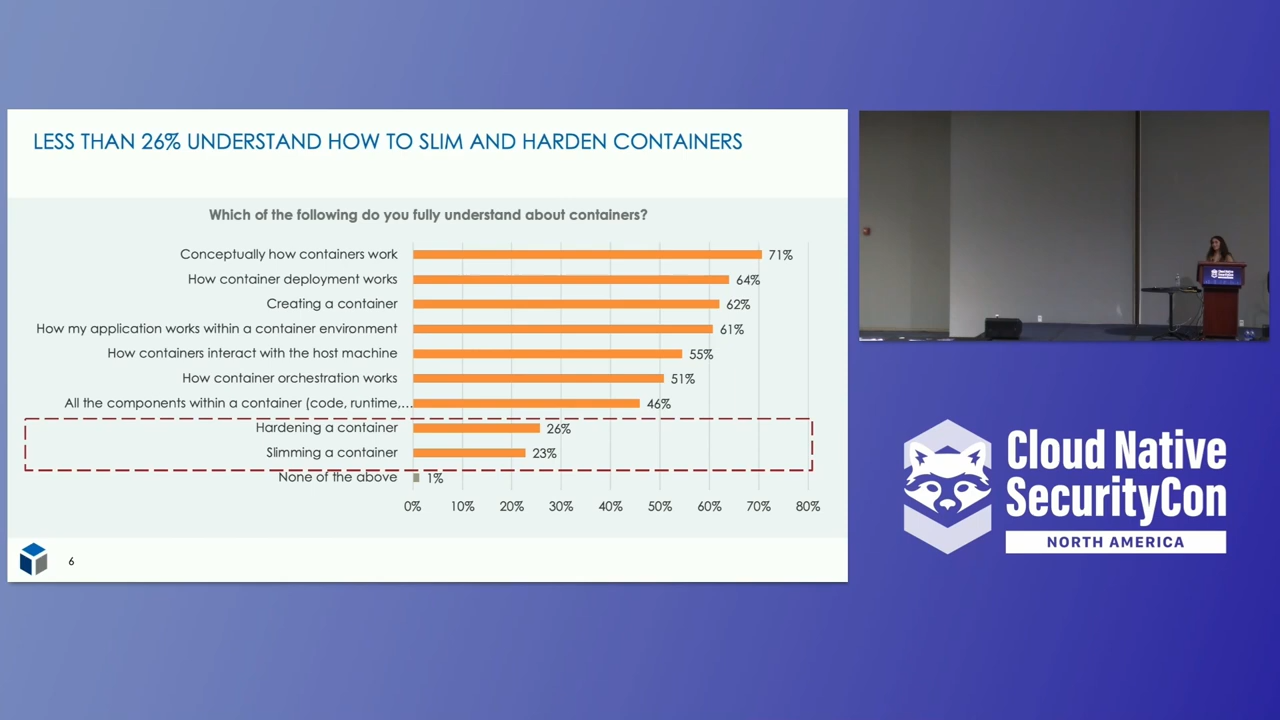 LESS THAN 26% UNDERSTAND HOW TO SLIM AND HARDEN CONTAINERS
Which of the following do you fully understand about containers?
Conceptually how containers work 71%
How container deployment works 64%
Creating a container 62%
How my application works within a container environment 61%
How containers interact with the host machine 55%
How container orchestration works 51%
All the components within a container (code, runtime,... 46%
Hardening a container 26%
Slimming a container 23%
None of the above 1%
0% 10% 20% 30% 40% 50% 60% 70% 80%
6
Cloud Native
SecurityCon
NORTH AMERICA